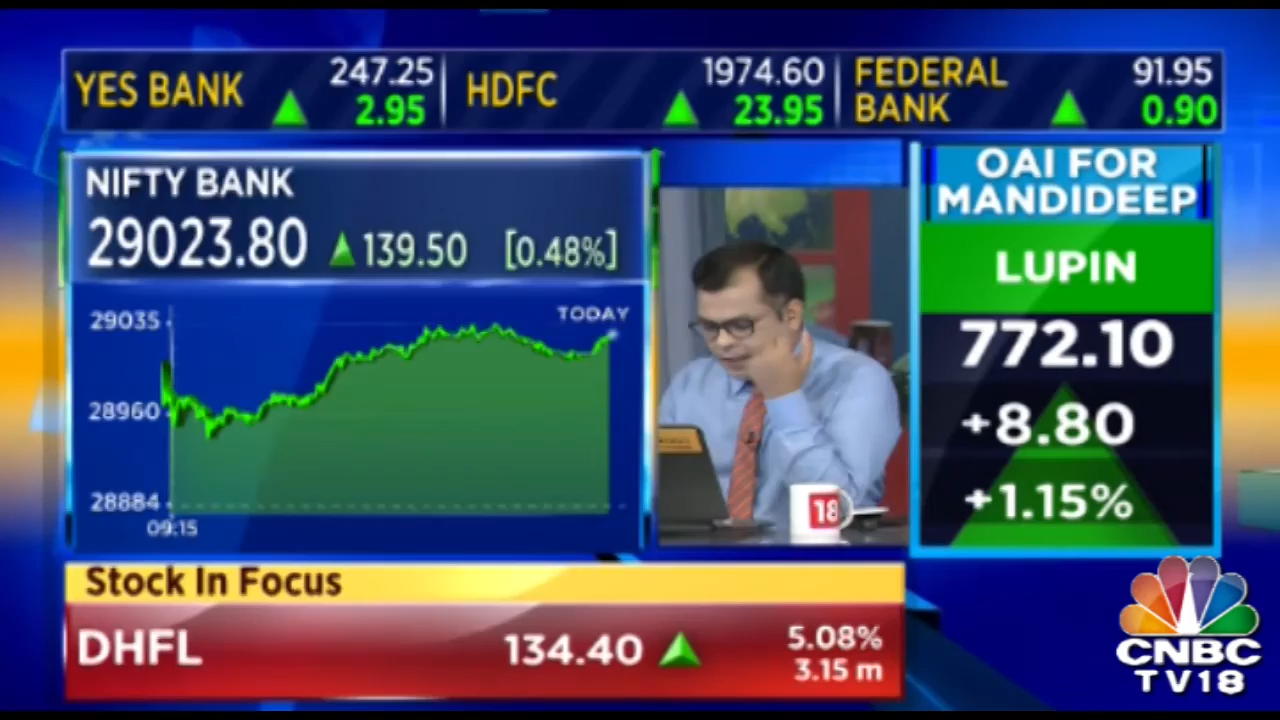 YES BANK 247.25 2.95
HDFC 1974.60 23.95
FEDERAL BANK 91.95 0.90
NIFTY BANK
29023.80 139.50 [0.48%]
TODAY
29035
28960
28884
09:15
18
OAI FOR
MANDIDEEP
LUPIN
772.10
+8.80
+1.15%
Stock In Focus
DHFL 134.40 5.08%
3.15 m
CNBC
TV18